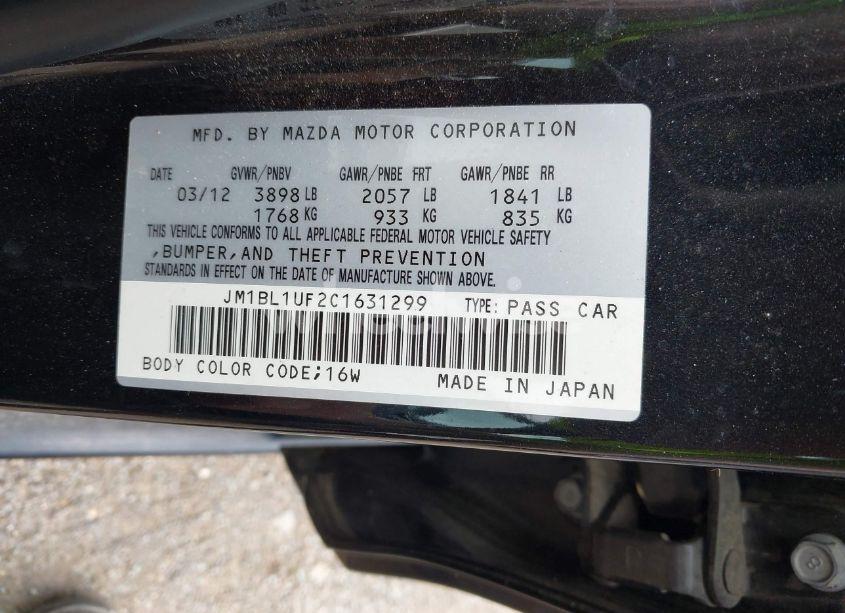 MFD. BY MAZDA MOTOR CORPORATION
DATE GVWR/PNBV GAWR/PNBE FRT GAWR/PNBE RR
03/12 3898 LB 2057 LB 1841 LB
1768 KG 933 KG 835 KG
THIS VEHICLE CONFORMS TO ALL APPLICABLE FEDERAL MOTOR VEHICLE SAFETY
,BUMPER,AND THEFT PREVENTION
STANDARDS IN EFFECT ON THE DATE OF MANUFACTURE SHOWN ABOVE.
JM1BL1UF2C1631299 TYPE: PASS CAR
BODY COLOR CODE;16W MADE IN JAPAN
8